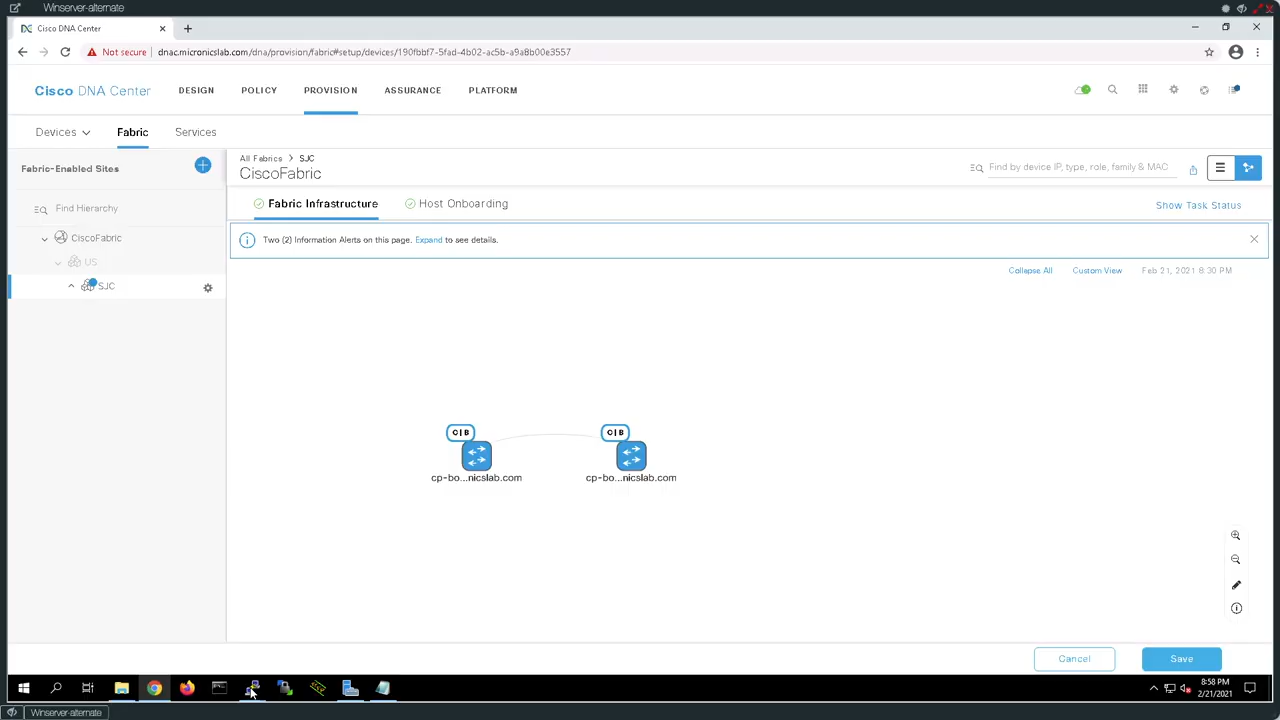 Winserver-alternate
Cisco DNA Center
Not secure dnac.micronicslab.com/dna/provision/fabric#setup/devices/190fbbf7-5fad-4b02-ac5b-a9a8b00e3557
Cisco DNA Center DESIGN POLICY PROVISION ASSURANCE PLATFORM
Devices Fabric Services
Fabric-Enabled Sites
Find Hierarchy
CiscoFabric
US
SJC
All Fabrics > SJC
CiscoFabric
Find by device IP, type, role, family & MAC
Fabric Infrastructure Host Onboarding
Show Task Status
Two (2) Information Alerts on this page. Expand to see details.
Collapse All Custom View Feb 21, 2021 8:30 PM
C|B C|B
cp-bo...nicslab.com cp-bo...nicslab.com
Cancel Save
8:58 PM
2/21/2021
Winserver-alternate